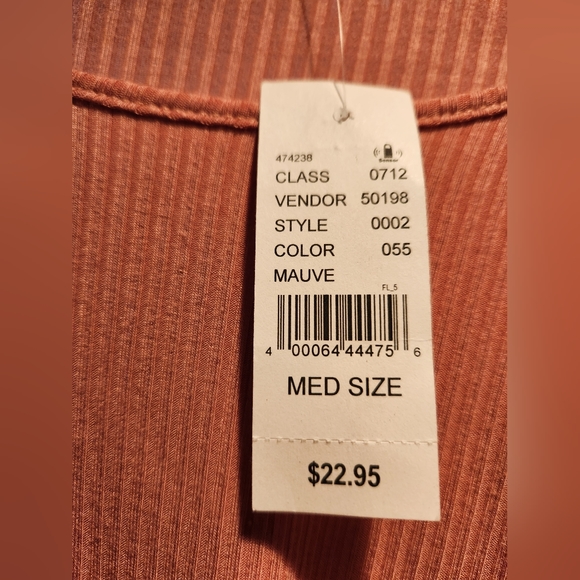 474238
Sensor
CLASS 0712
VENDOR 50198
STYLE 0002
COLOR 055
MAUVE
FL_5
4 00064 44475 6
MED SIZE
$22.95